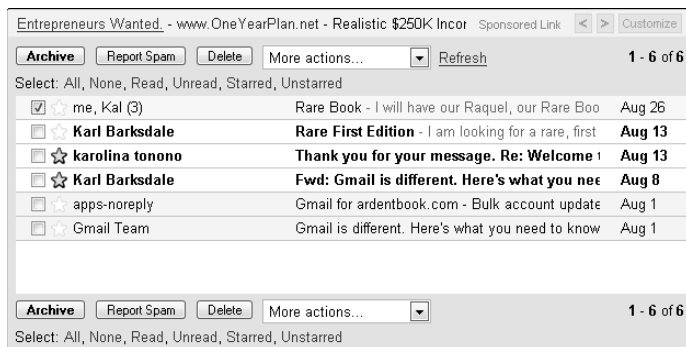 Entrepreneurs Wanted. - www.OneYearPlan.net - Realistic $250K Incor Sponsored Link < > Customize
Archive Report Spam Delete More actions... Refresh 1 - 6 of 6
Select: All, None, Read, Unread, Starred, Unstarred
me, Kal (3) Rare Book - I will have our Raquel, our Rare Boo Aug 26
Karl Barksdale Rare First Edition - I am looking for a rare, first Aug 13
karolina tonono Thank you for your message. Re: Welcome t Aug 13
Karl Barksdale Fwd: Gmail is different. Here's what you nee Aug 8
apps-noreply Gmail for ardentbook.com - Bulk account update Aug 1
Gmail Team Gmail is different. Here's what you need to know Aug 1
Archive Report Spam Delete More actions... 1 - 6 of 6
Select: All, None, Read, Unread, Starred, Unstarred